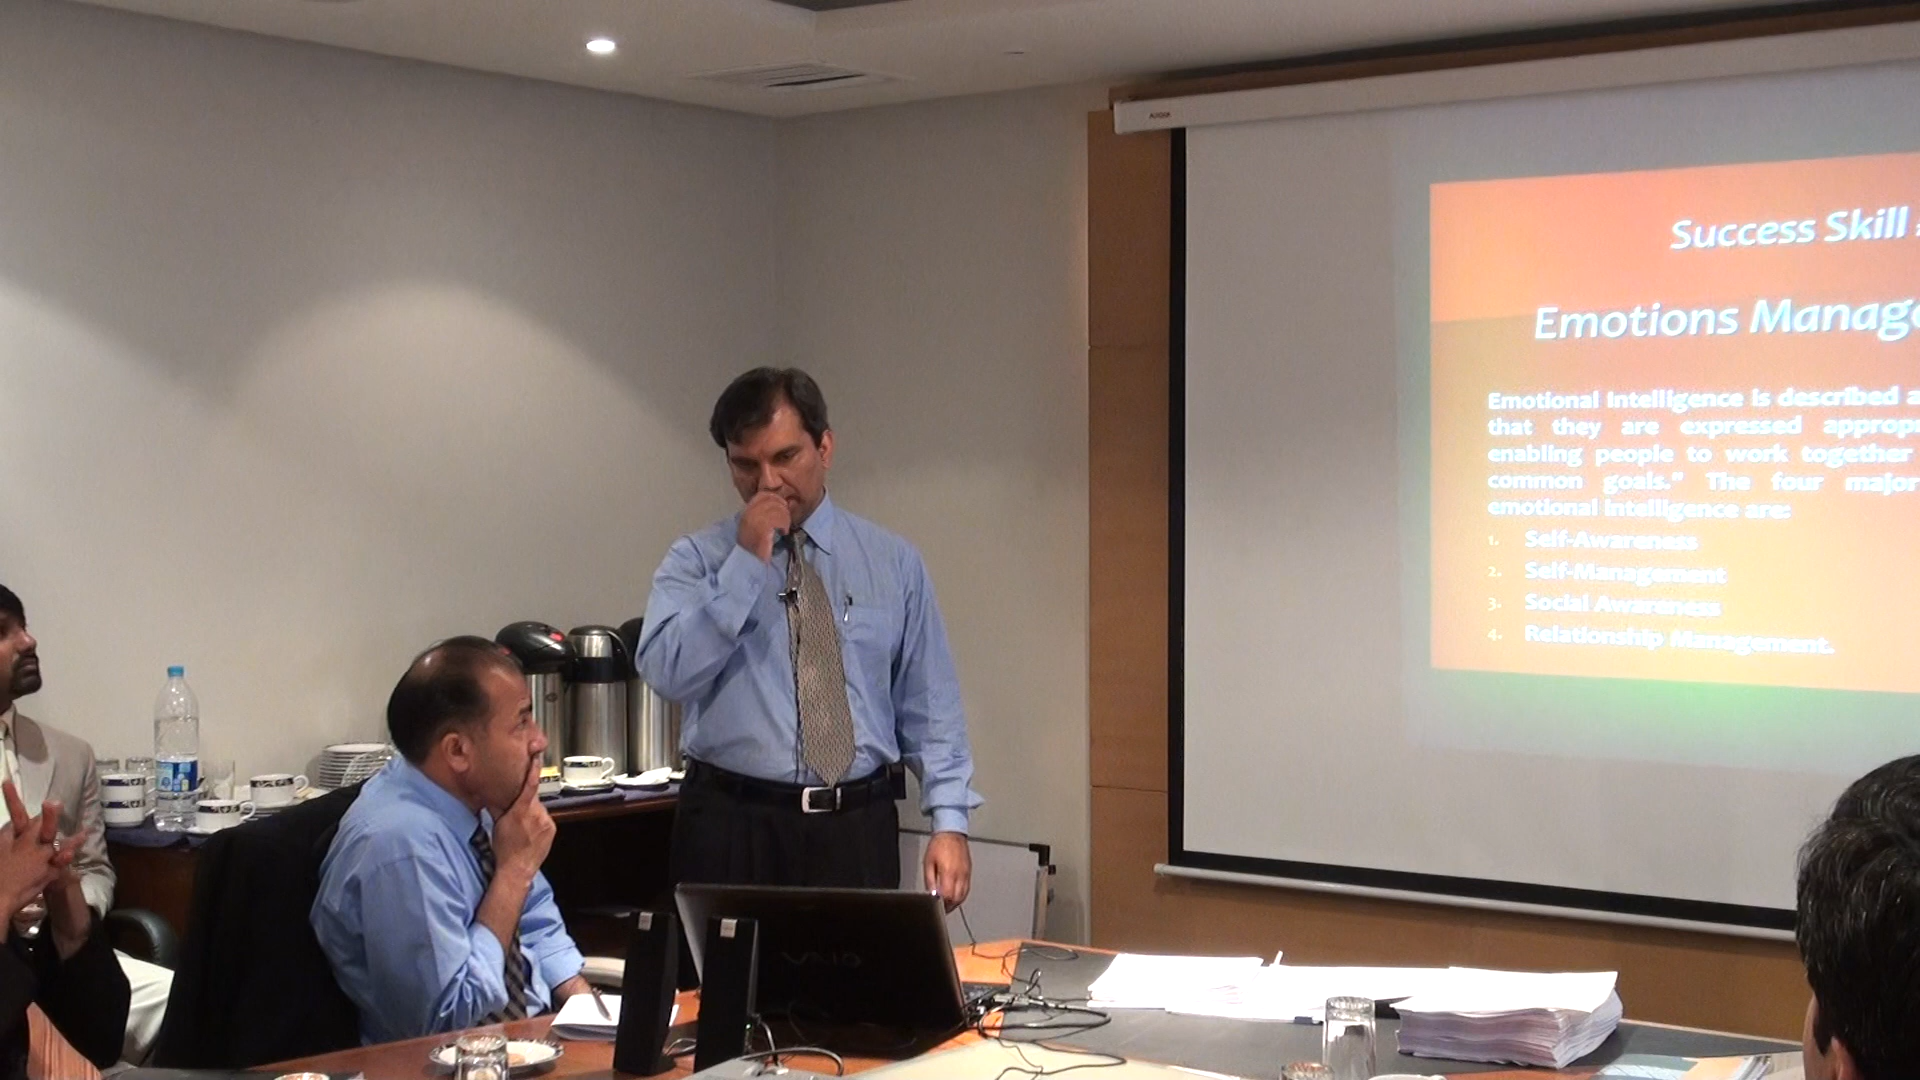 Success Skill
Emotions Manage
Emotional Intelligence is described a
that they are expressed approp
enabling people to work together
common goals." The four major
emotional intelligence are:
1. Self-Awareness
2. Self-Management
3. Social Awareness
4. Relationship Management.
VAIO